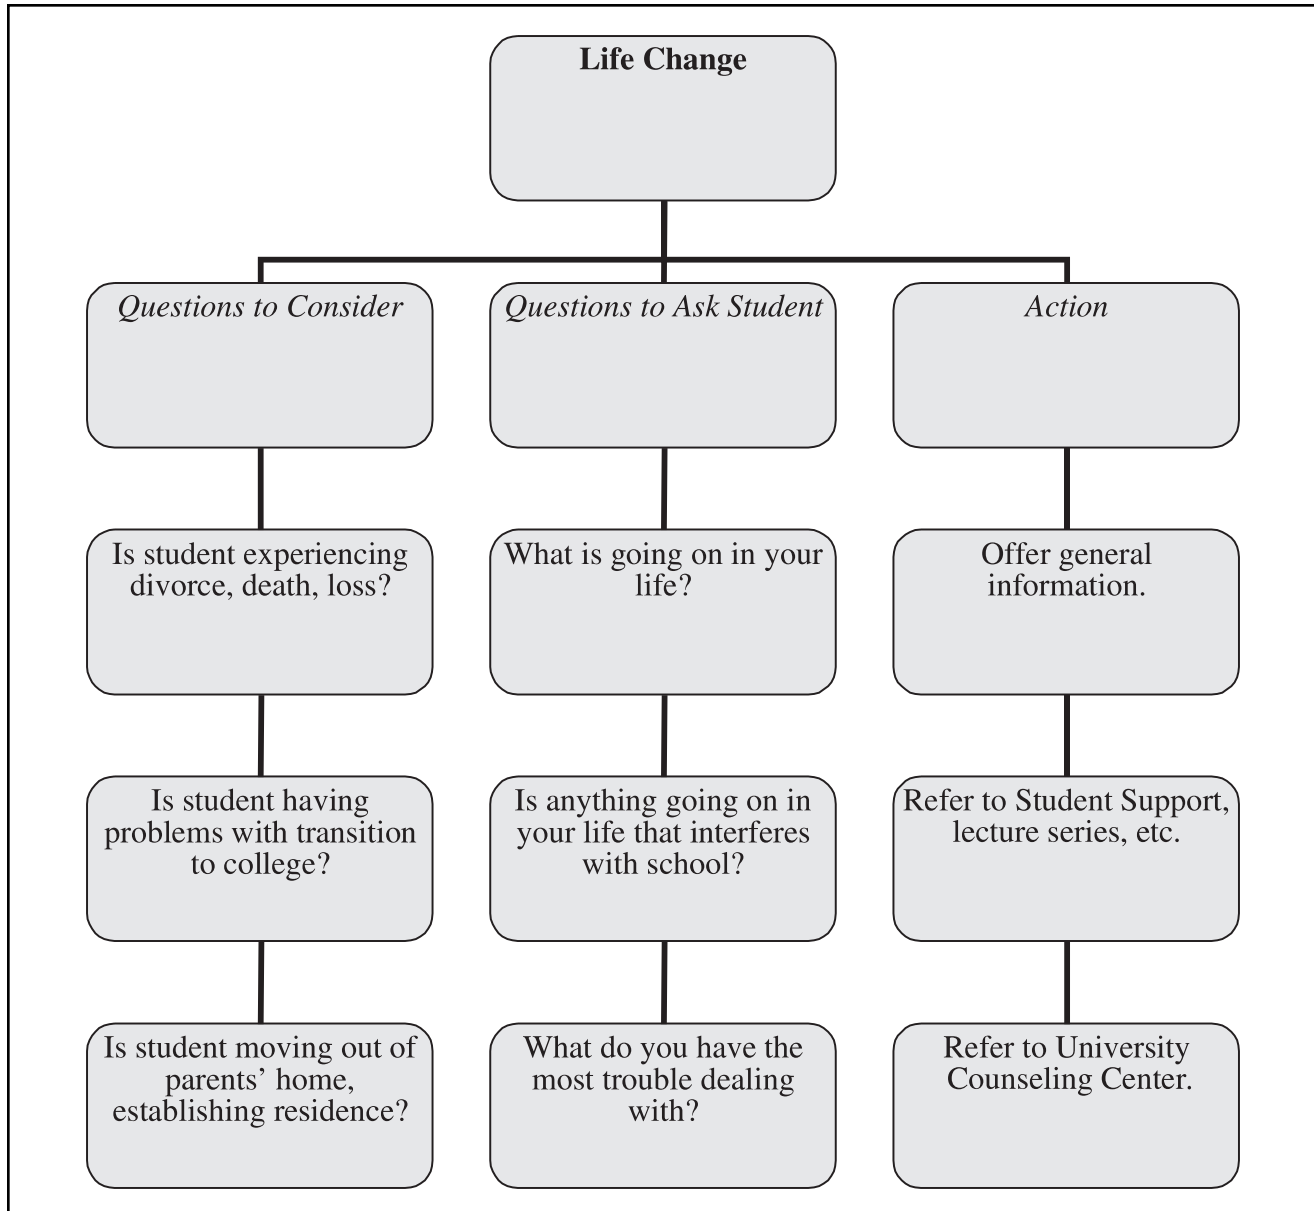 Life Change
Questions to Consider
Questions to Ask Student
Action
Is student experiencing
divorce, death, loss?
What is going on in your
life?
Offer general
information.
Is student having
problems with transition
to college?
Is anything going on in
your life that interferes
with school?
Refer to Student Support,
lecture series, etc.
Is student moving out of
parents’ home,
establishing residence?
What do you have the
most trouble dealing
with?
Refer to University
Counseling Center.